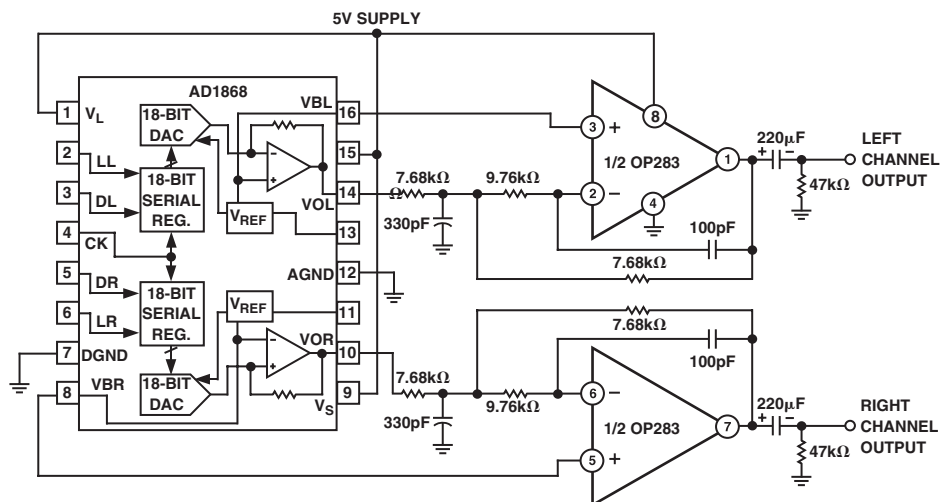 5V SUPPLY
AD1868
1
V_L
18-BIT
DAC
VBL
16
2
LL
15
3
DL
18-BIT
SERIAL
REG.
VOL
14
4
CK
V_REF
13
5
DR
AGND
12
6
LR
18-BIT
SERIAL
REG.
V_REF
11
7
DGND
VOR
10
8
VBR
18-BIT
DAC
V_S
9
−
+
−
+
7.68kΩ
330pF
9.76kΩ
3
+
2
−
8
4
1
1/2 OP283
100pF
7.68kΩ
+
220μF
−
47kΩ
LEFT
CHANNEL
OUTPUT
7.68kΩ
330pF
9.76kΩ
7.68kΩ
100pF
6
−
5
+
7
1/2 OP283
+
220μF
−
47kΩ
RIGHT
CHANNEL
OUTPUT